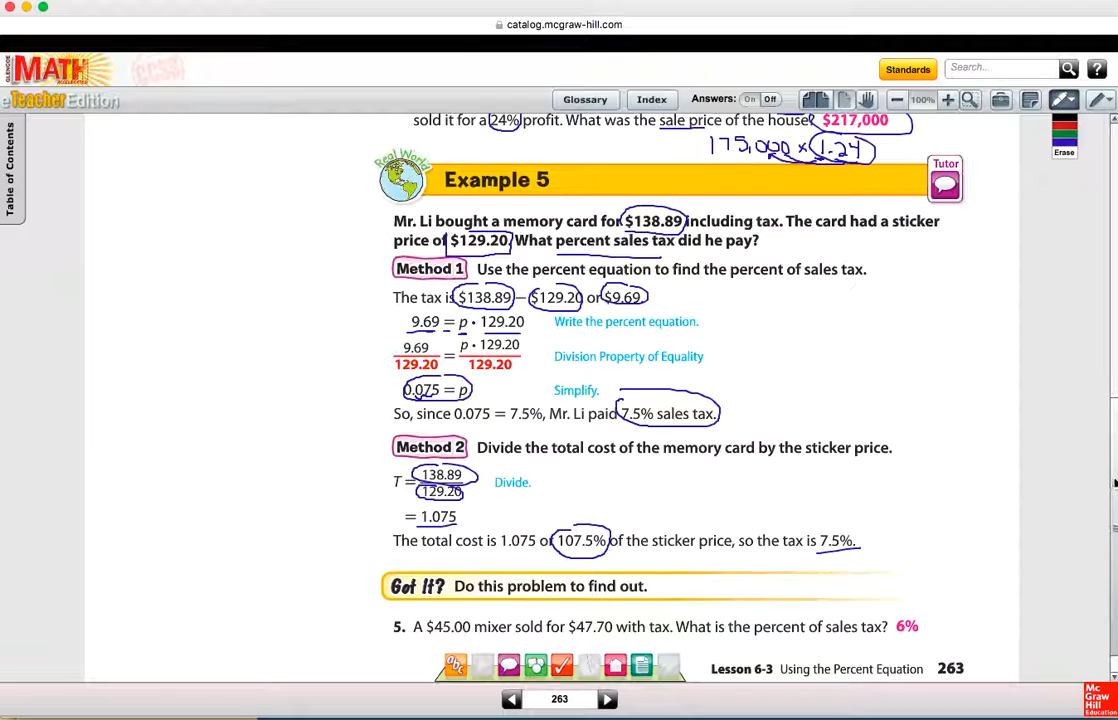 catalog.mcgraw-hill.com
GLENCOE MATH ACCELERATED
Standards
Search...
?
eTeacherEdition
Glossary
Index
Answers: On Off
100%
Erase
Table of Contents
sold it for a 24% profit. What was the sale price of the house? $217,000
175,000 × 1.24
Real World
Example 5
Tutor
Mr. Li bought a memory card for $138.89 including tax. The card had a sticker
price of $129.20. What percent sales tax did he pay?
Method 1 Use the percent equation to find the percent of sales tax.
The tax is $138.89 − $129.20 or $9.69.
9.69 = p • 129.20 Write the percent equation.
9.69 = p • 129.20
129.20 129.20 Division Property of Equality
0.075 = p Simplify.
So, since 0.075 = 7.5%, Mr. Li paid 7.5% sales tax.
Method 2 Divide the total cost of the memory card by the sticker price.
T = 138.89
129.20 Divide.
= 1.075
The total cost is 1.075 or 107.5% of the sticker price, so the tax is 7.5%.
Got It? Do this problem to find out.
5. A $45.00 mixer sold for $47.70 with tax. What is the percent of sales tax? 6%
abc
Lesson 6-3 Using the Percent Equation 263
263
Mc
Graw
Hill
Education